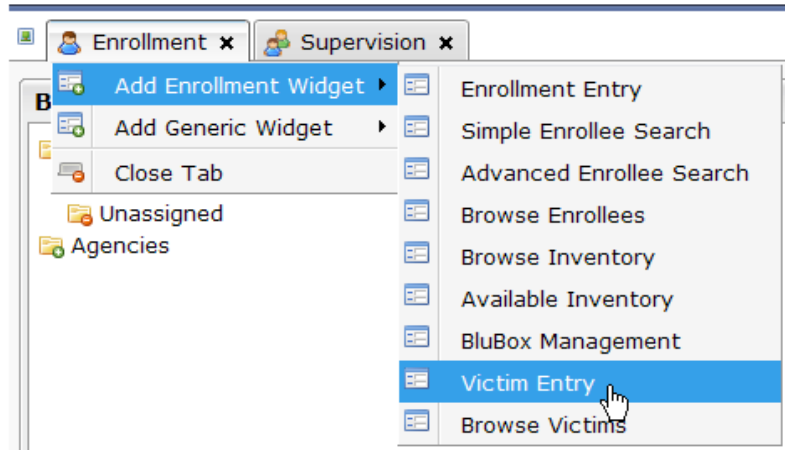 Enrollment Supervision
Add Enrollment Widget
Add Generic Widget
Close Tab
B
Unassigned
Agencies
Enrollment Entry
Simple Enrollee Search
Advanced Enrollee Search
Browse Enrollees
Browse Inventory
Available Inventory
BluBox Management
Victim Entry
Browse Victims